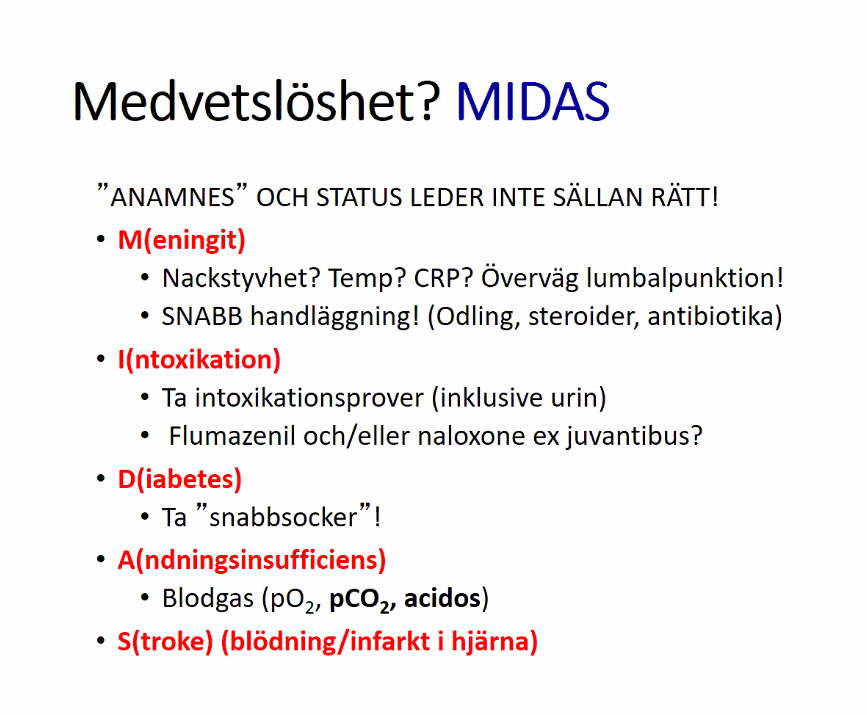 Medvetslöshet? MIDAS
”ANAMNES” OCH STATUS LEDER INTE SÄLLAN RÄTT!
• M(eningit)
• Nackstyvhet? Temp? CRP? Överväg lumbalpunktion!
• SNABB handläggning! (Odling, steroider, antibiotika)
• I(ntoxikation)
• Ta intoxikationsprover (inklusive urin)
• Flumazenil och/eller naloxone ex juvantibus?
• D(iabetes)
• Ta ”snabbsocker”!
• A(ndningsinsufficiens)
• Blodgas (pO₂, pCO₂, acidos)
• S(troke) (blödning/infarkt i hjärna)